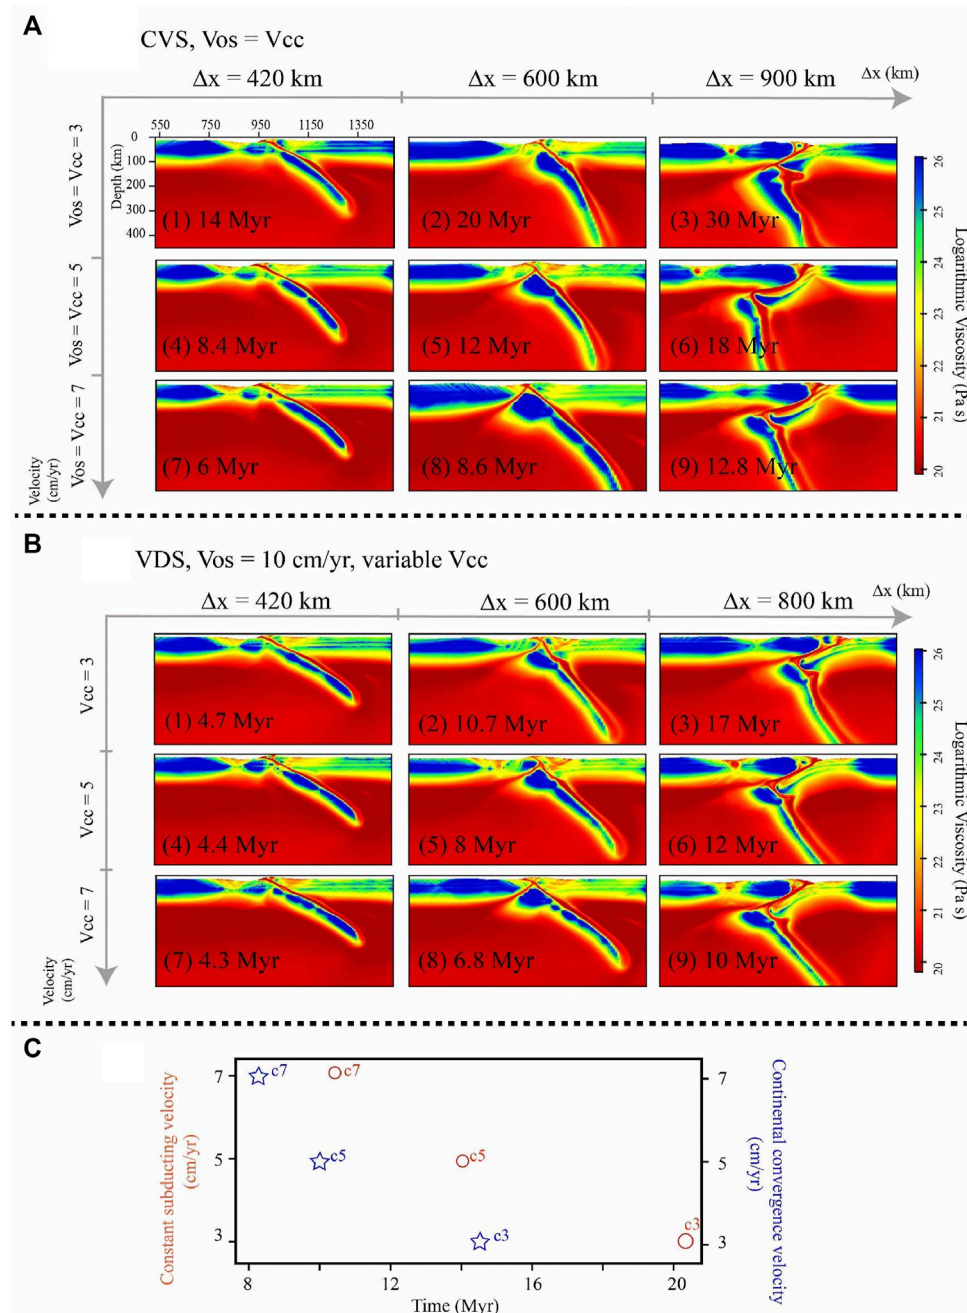 A
CVS, Vos = Vcc
Δx = 420 km
Δx = 600 km
Δx = 900 km
Δx (km)
Vos = Vcc = 3
Vos = Vcc = 5
Vos = Vcc = 7
Velocity
(cm/yr)
550 750 950 1150 1350
Depth (km)
0
100
200
300
400
(1) 14 Myr
(2) 20 Myr
(3) 30 Myr
(4) 8.4 Myr
(5) 12 Myr
(6) 18 Myr
(7) 6 Myr
(8) 8.6 Myr
(9) 12.8 Myr
26
25
24
23
22
21
20
Logarithmic Viscosity (Pa s)
B
VDS, Vos = 10 cm/yr, variable Vcc
Δx = 420 km
Δx = 600 km
Δx = 800 km
Δx (km)
Vcc = 3
Vcc = 5
Vcc = 7
Velocity
(cm/yr)
(1) 4.7 Myr
(2) 10.7 Myr
(3) 17 Myr
(4) 4.4 Myr
(5) 8 Myr
(6) 12 Myr
(7) 4.3 Myr
(8) 6.8 Myr
(9) 10 Myr
26
25
24
23
22
21
20
Logarithmic Viscosity (Pa s)
C
Constant subducting velocity
(cm/yr)
7
5
3
c7
c7
c5
c5
c3
c3
7
5
3
Continental convergence velocity
(cm/yr)
8 12 16 20
Time (Myr)